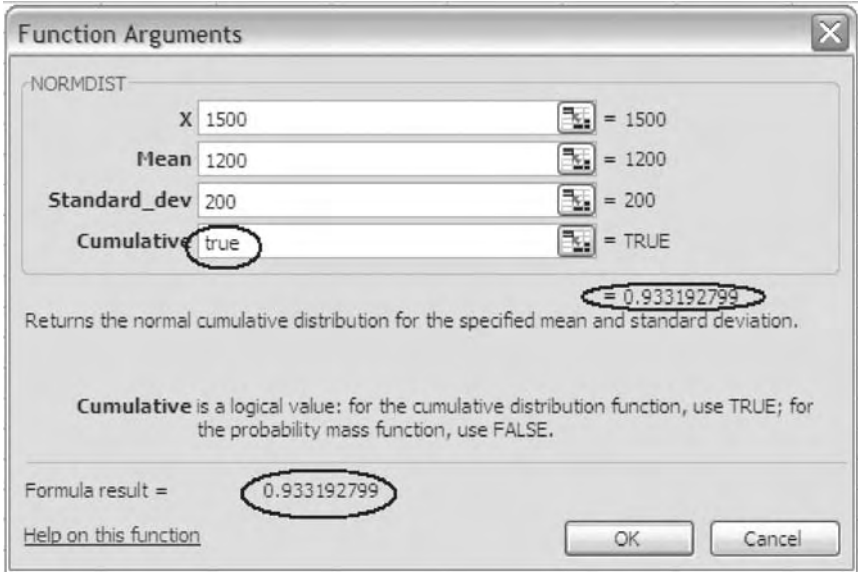 Function Arguments
NORMDIST
X 1500 = 1500
Mean 1200 = 1200
Standard_dev 200 = 200
Cumulative true = TRUE
= 0.933192799
Returns the normal cumulative distribution for the specified mean and standard deviation.
Cumulative is a logical value: for the cumulative distribution function, use TRUE; for
the probability mass function, use FALSE.
Formula result = 0.933192799
Help on this function OK Cancel